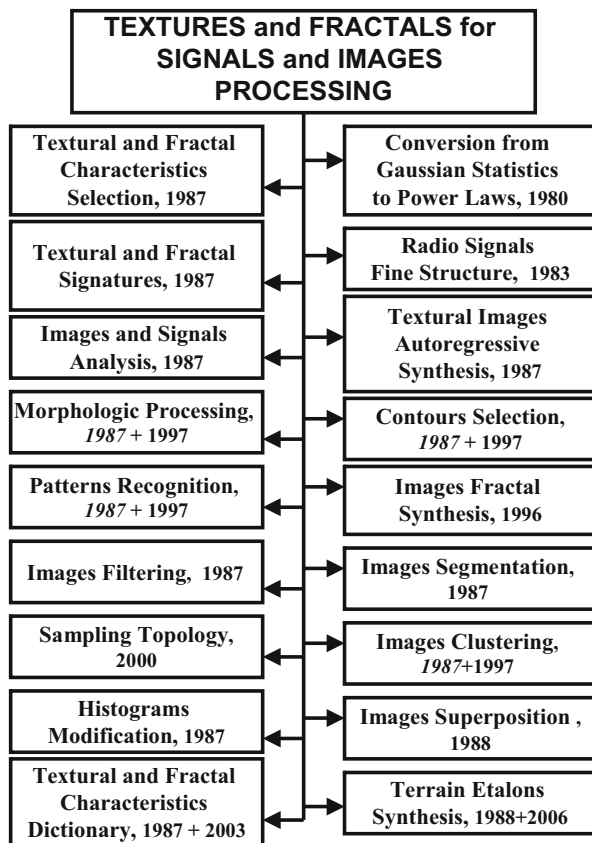 TEXTURES and FRACTALS for
SIGNALS and IMAGES
PROCESSING
Textural and Fractal
Characteristics
Selection, 1987
Textural and Fractal
Signatures, 1987
Images and Signals
Analysis, 1987
Morphologic Processing,
1987 + 1997
Patterns Recognition,
1987 + 1997
Images Filtering, 1987
Sampling Topology,
2000
Histograms
Modification, 1987
Textural and Fractal
Characteristics
Dictionary, 1987 + 2003
Conversion from
Gaussian Statistics
to Power Laws, 1980
Radio Signals
Fine Structure, 1983
Textural Images
Autoregressive
Synthesis, 1987
Contours Selection,
1987 + 1997
Images Fractal
Synthesis, 1996
Images Segmentation,
1987
Images Clustering,
1987+1997
Images Superposition ,
1988
Terrain Etalons
Synthesis, 1988+2006